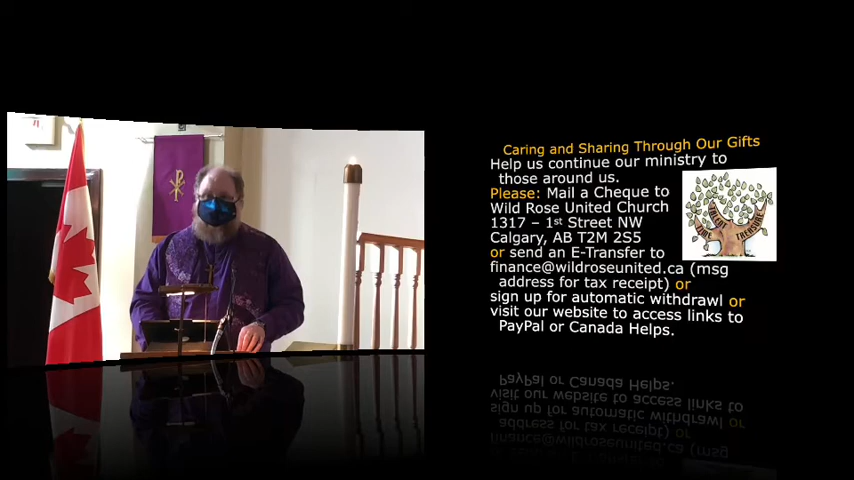 Caring and Sharing Through Our Gifts
Help us continue our ministry to
those around us.
Please: Mail a Cheque to
Wild Rose United Church
1317 – 1st Street NW
Calgary, AB T2M 2S5
or send an E-Transfer to
finance@wildroseunited.ca (msg
address for tax receipt) or
sign up for automatic withdrawl or
visit our website to access links to
PayPal or Canada Helps.
TIME
TALENT
TREASURE